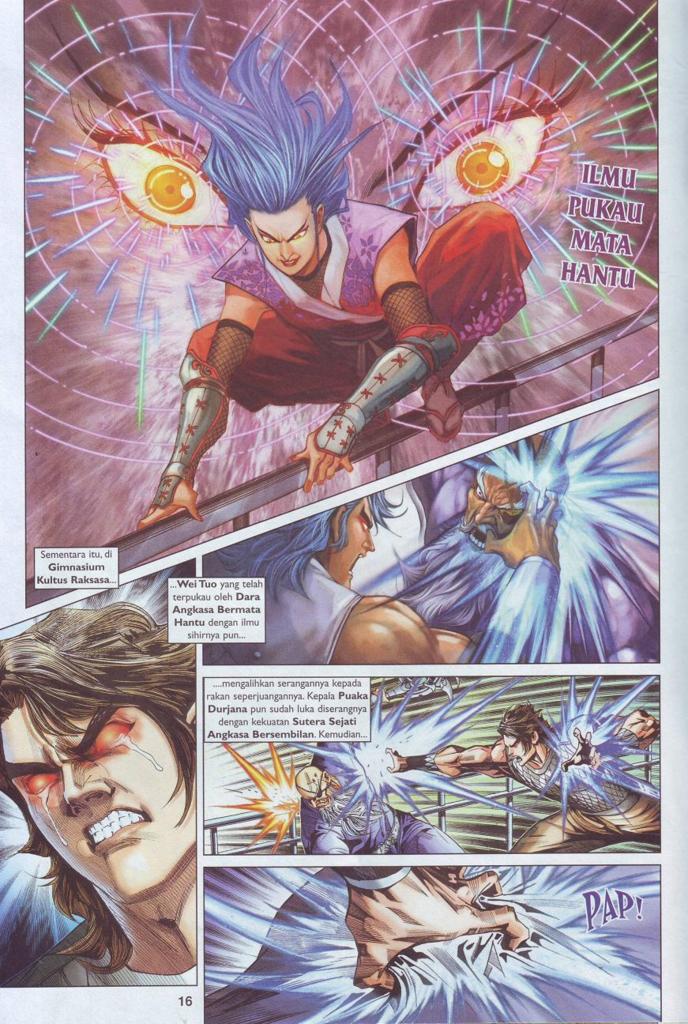 ILMU
PUKAU
MATA
HANTU
Sementara itu, di
Gimnasium
Kultus Raksasa...
...Wei Tuo yang telah
terpukau oleh Dara
Angkasa Bermata
Hantu dengan ilmu
sihirnya pun...
....mengalihkan serangannya kepada
rakan seperjuangannya. Kepala Puaka
Durjana pun sudah luka diserangnya
dengan kekuatan Sutera Sejati
Angkasa Bersembilan. Kemudian...
PAP!
16